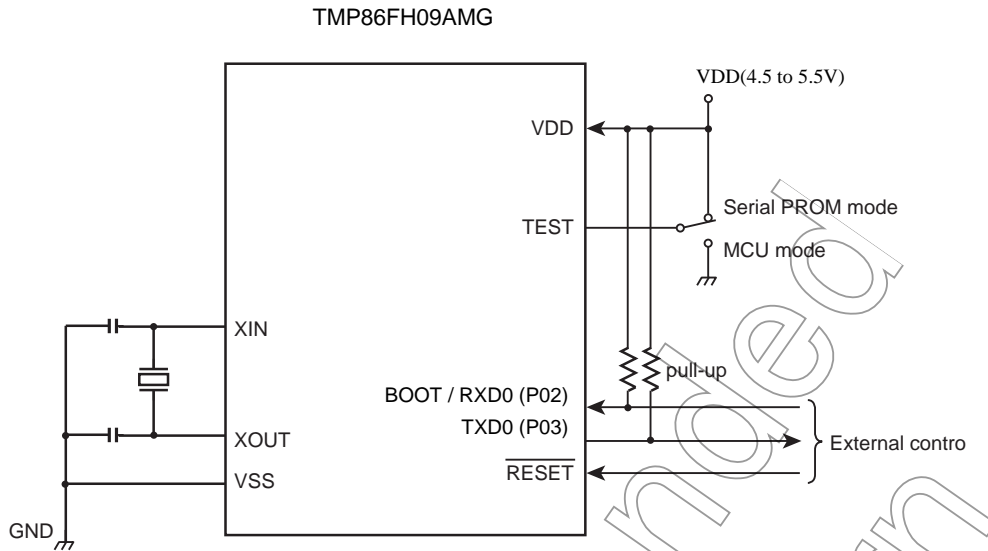 TMP86FH09AMG
VDD(4.5 to 5.5V)
VDD
Serial PROM mode
TEST
MCU mode
XIN
pull-up
BOOT / RXD0 (P02)
TXD0 (P03)
XOUT
External contro
RESET
VSS
GND